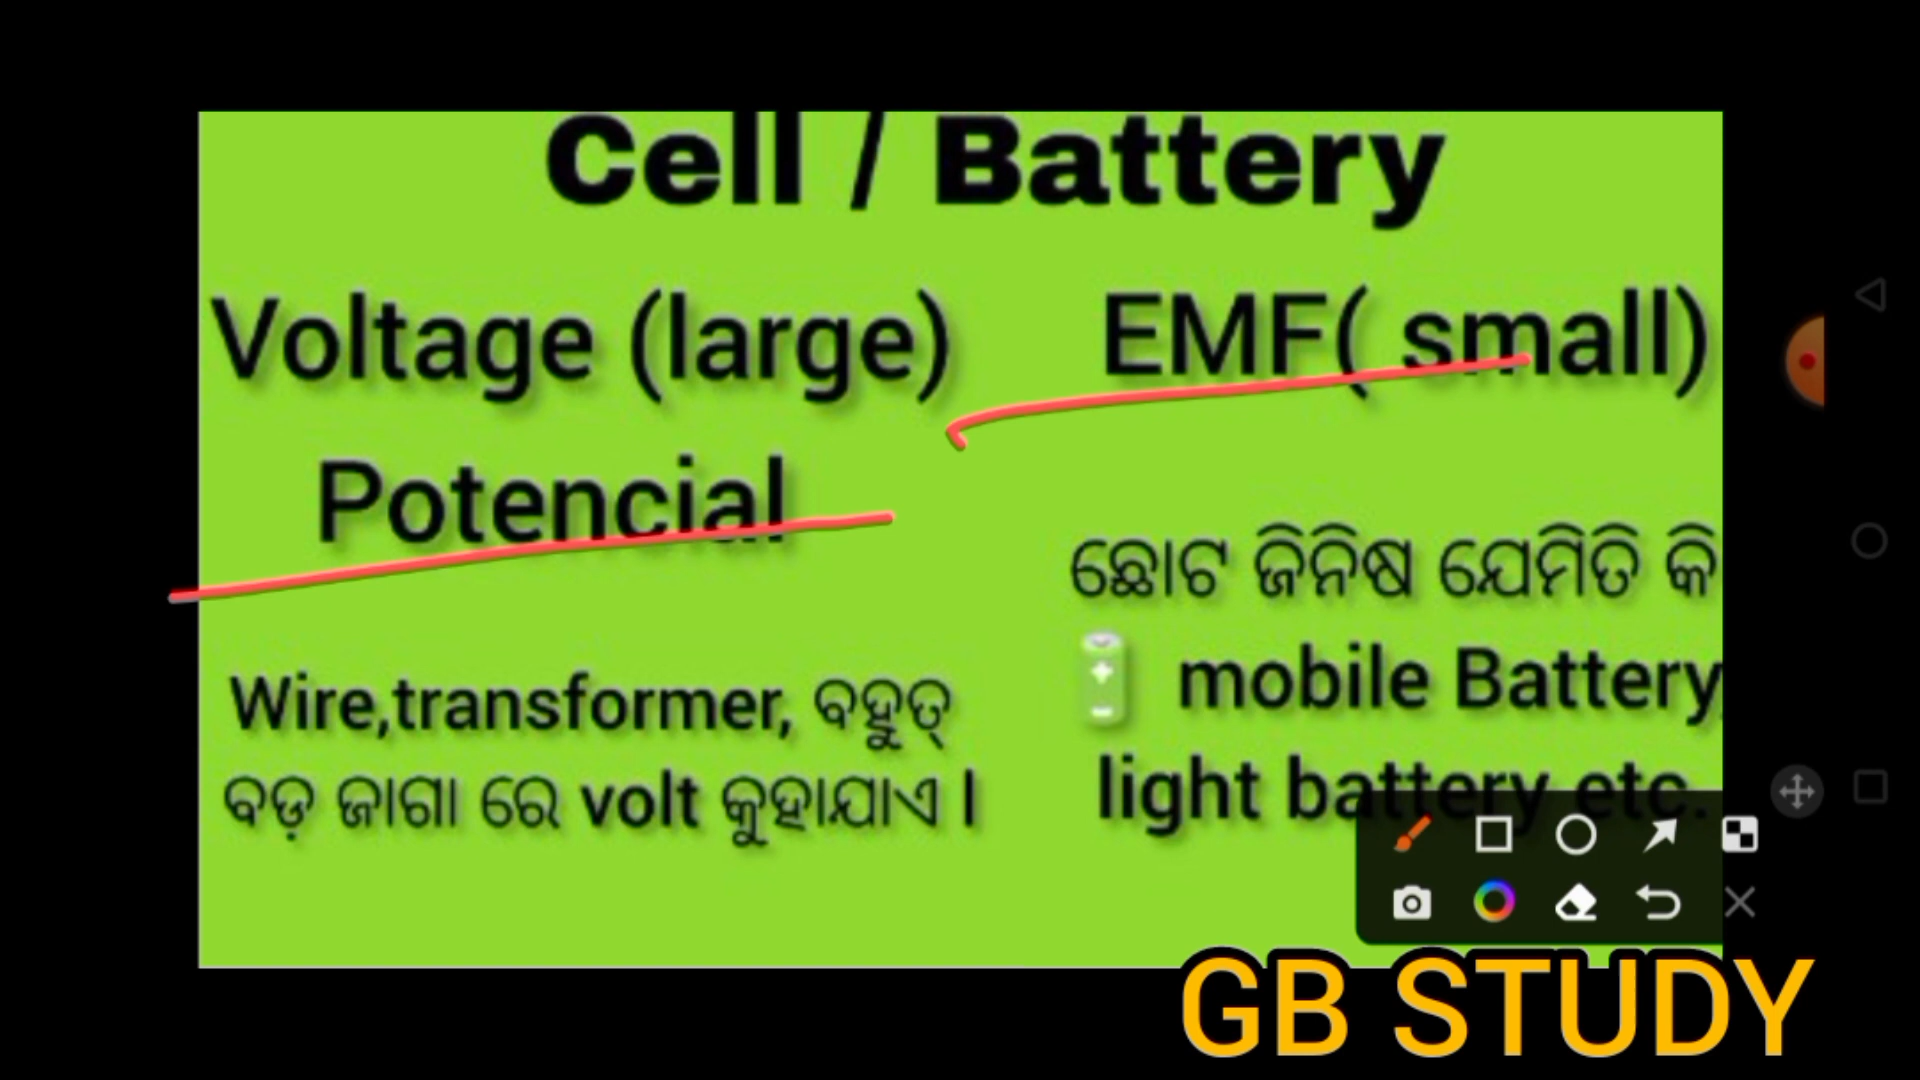 Cell / Battery
Voltage (large)
Potencial
Wire,transformer, ବହୁତ୍
ବଡ଼ ଜାଗା ରେ volt କୁହାଯାଏ ।
EMF( small)
ଛୋଟ ଜିନିଷ ଯେମିତି କି
mobile Battery,
light battery etc.
GB STUDY